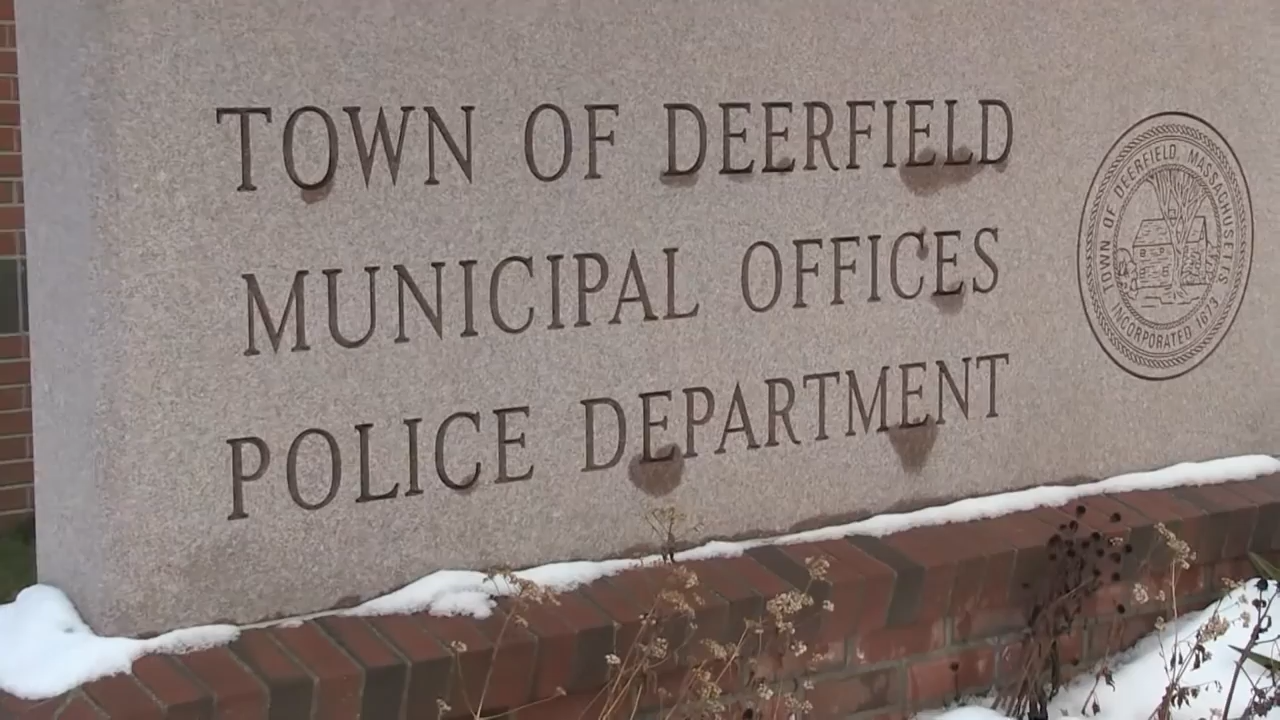 TOWN OF DEERFIELD
MUNICIPAL OFFICES
POLICE DEPARTMENT
TOWN OF DEERFIELD, MASSACHUSETTS
INCORPORATED 1673